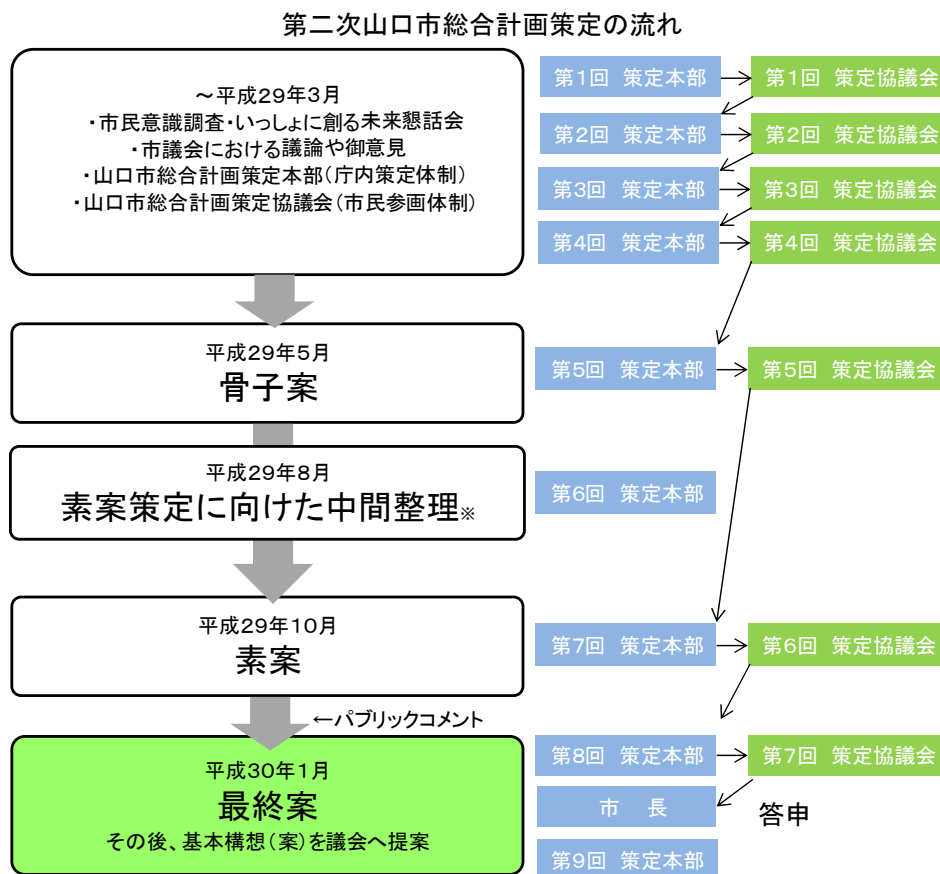 第二次山口市総合計画策定の流れ
～平成29年3月
・市民意識調査・いっしょに創る未来懇話会
・市議会における議論や御意見
・山口市総合計画策定本部（庁内策定体制）
・山口市総合計画策定協議会（市民参画体制）
第1回　策定本部
第1回　策定協議会
第2回　策定本部
第2回　策定協議会
第3回　策定本部
第3回　策定協議会
第4回　策定本部
第4回　策定協議会
平成29年5月
骨子案
第5回　策定本部
第5回　策定協議会
平成29年8月
素案策定に向けた中間整理※
第6回　策定本部
平成29年10月
素案
第7回　策定本部
第6回　策定協議会
←パブリックコメント
平成30年1月
最終案
その後、基本構想（案）を議会へ提案
第8回　策定本部
第7回　策定協議会
市　長
答申
第9回　策定本部